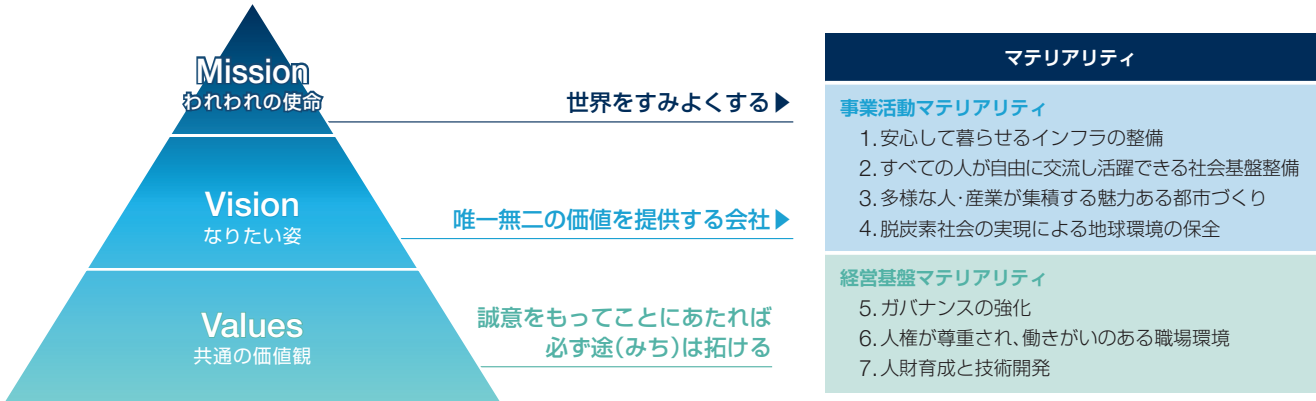 Mission
われわれの使命
世界をすみよくする▶
Vision
なりたい姿
唯一無二の価値を提供する会社▶
Values
共通の価値観
誠意をもってことにあたれば
必ず途(みち)は拓ける
マテリアリティ
事業活動マテリアリティ
1.安心して暮らせるインフラの整備
2.すべての人が自由に交流し活躍できる社会基盤整備
3.多様な人・産業が集積する魅力ある都市づくり
4.脱炭素社会の実現による地球環境の保全
経営基盤マテリアリティ
5.ガバナンスの強化
6.人権が尊重され、働きがいのある職場環境
7.人財育成と技術開発